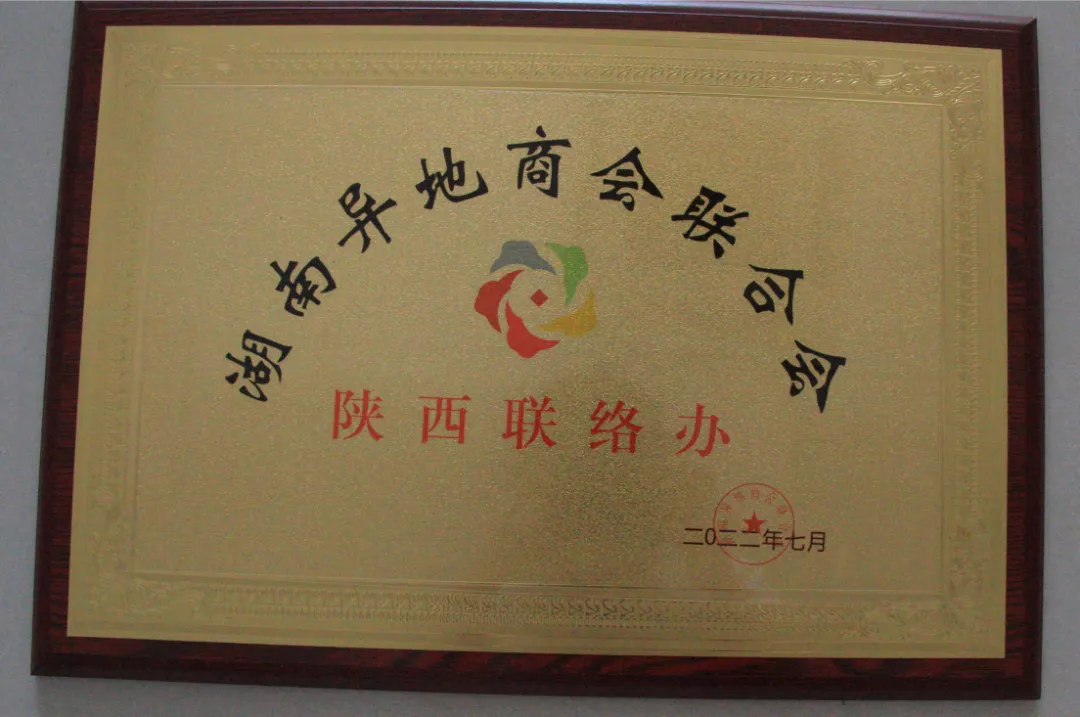 湖南异地商会联合会
陕西联络办
二0二二年七月